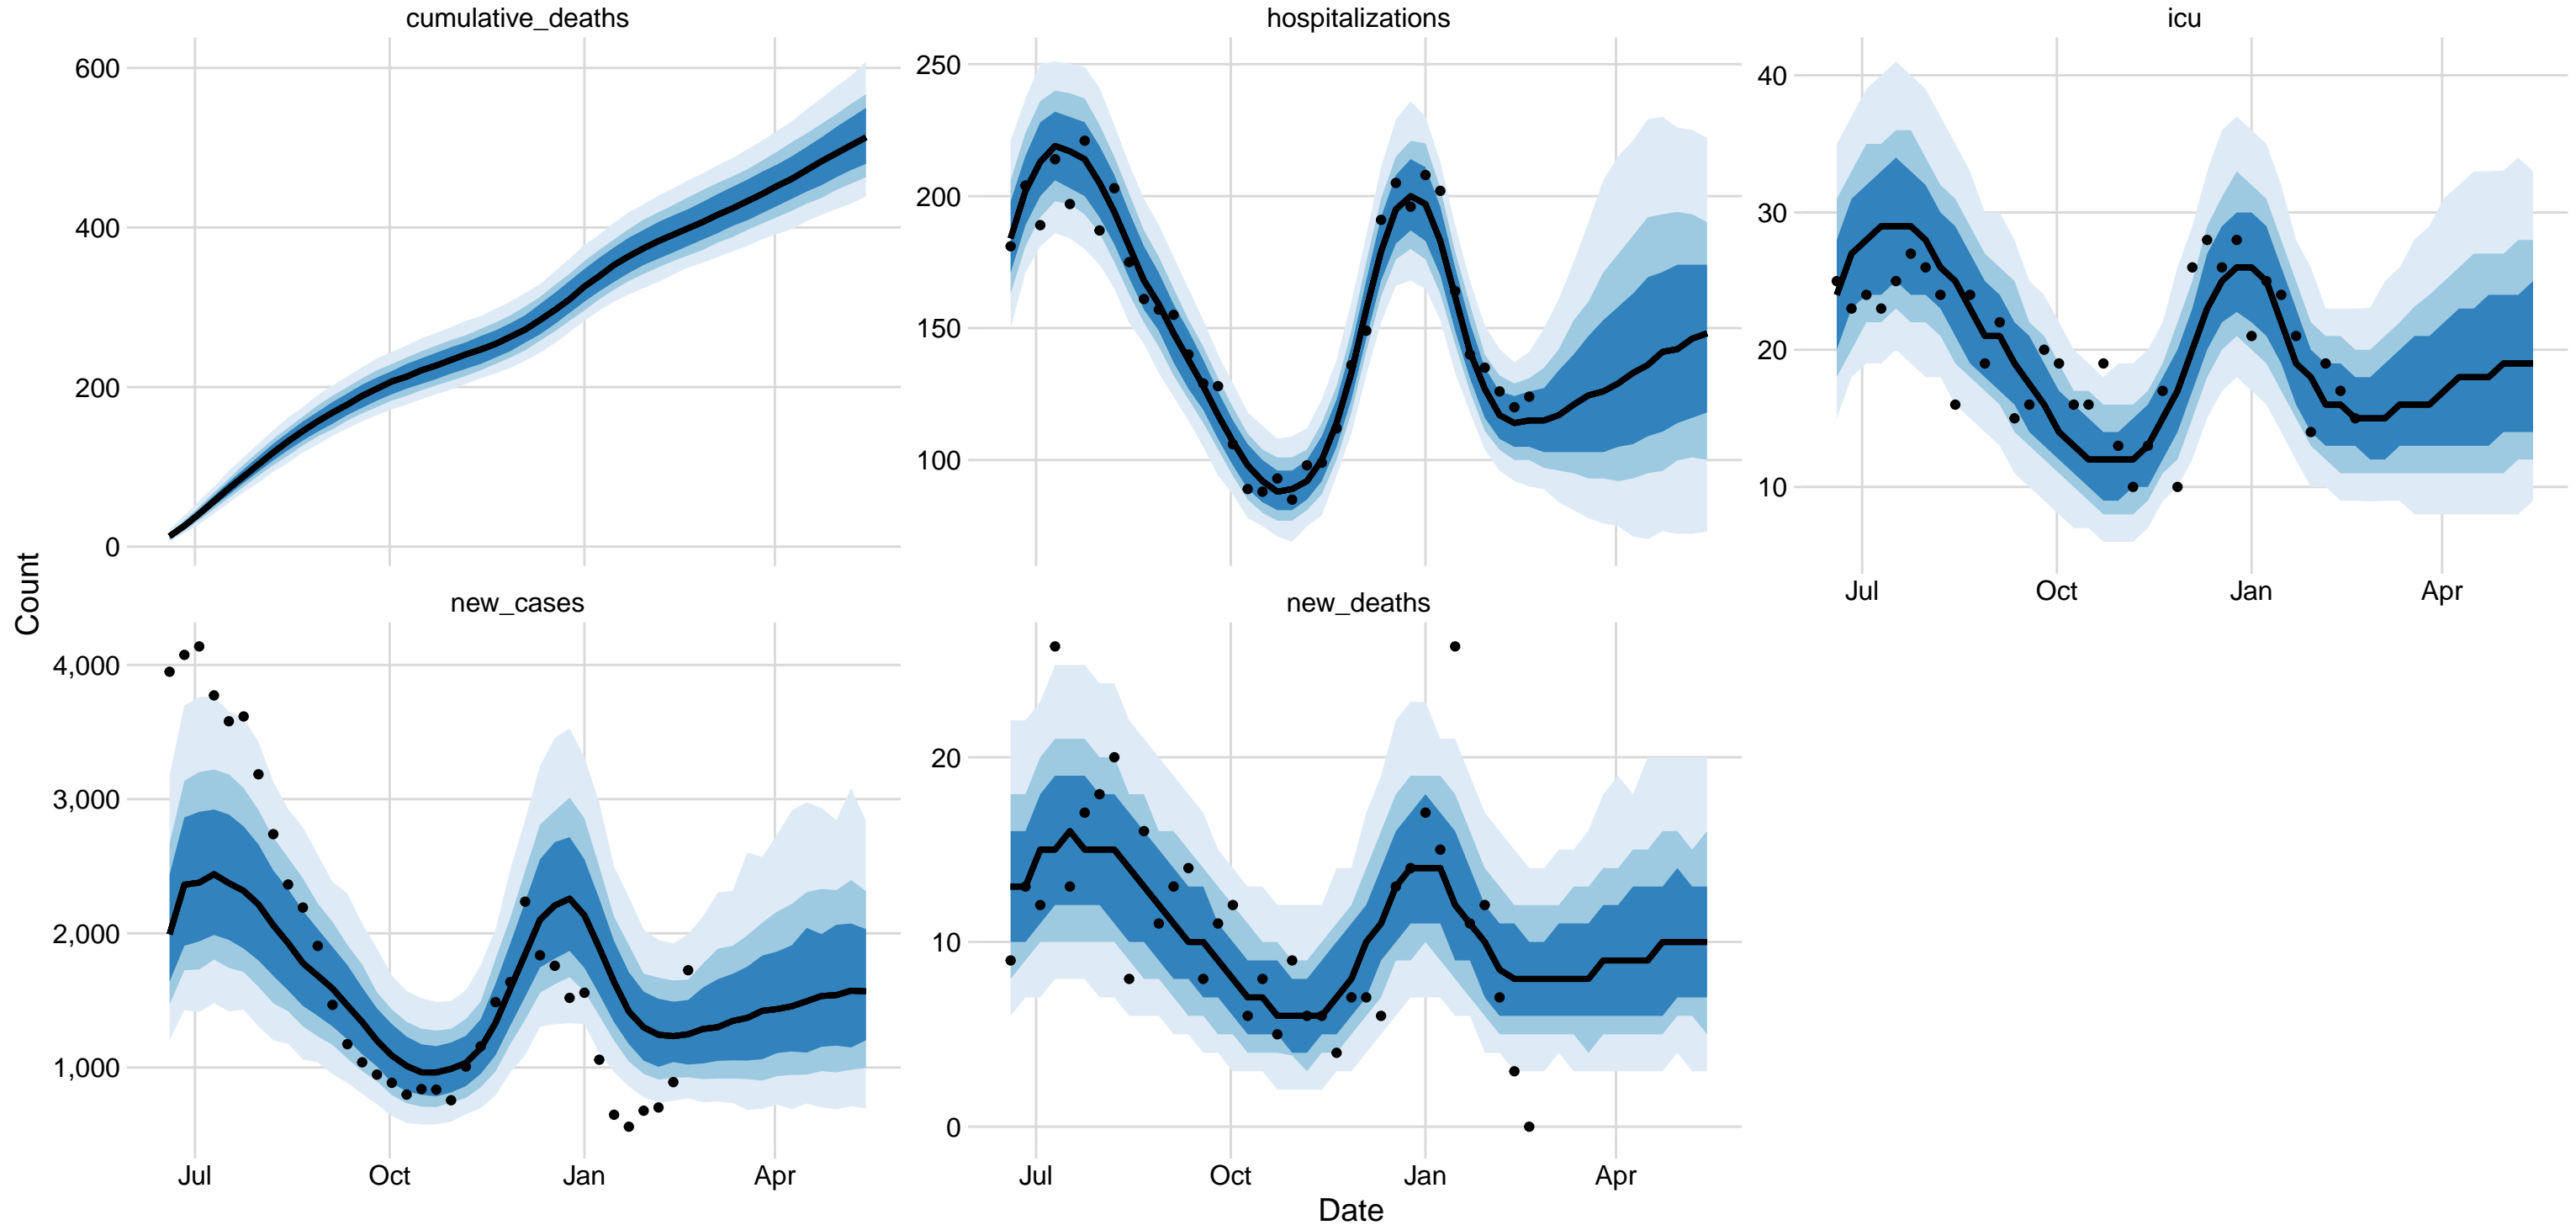 cumulative_deaths
hospitalizations
icu
600
400
200
0
250
200
150
100
40
30
20
10
Jul
Oct
Jan
Apr
Count
new_cases
new_deaths
4,000
3,000
2,000
1,000
20
10
0
Jul
Oct
Jan
Apr
Jul
Oct
Jan
Apr
Date